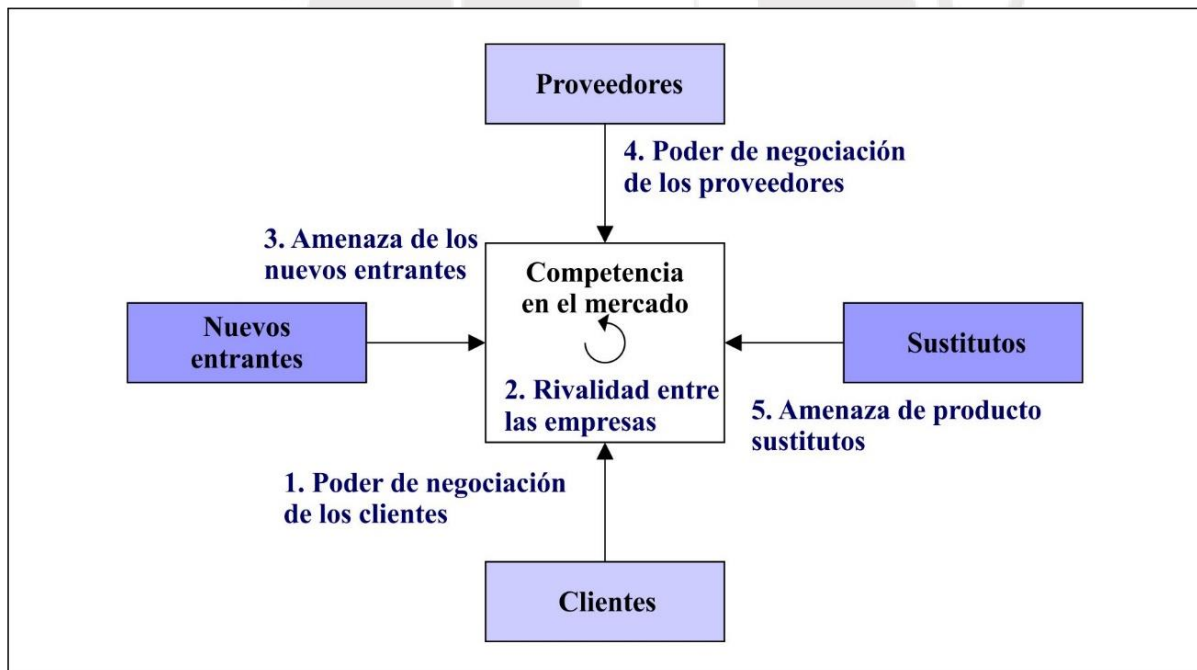 Proveedores
4. Poder de negociación
de los proveedores
3. Amenaza de los
nuevos entrantes
Competencia
en el mercado
Nuevos
entrantes
Sustitutos
2. Rivalidad entre
las empresas
5. Amenaza de producto
sustitutos
1. Poder de negociación
de los clientes
Clientes